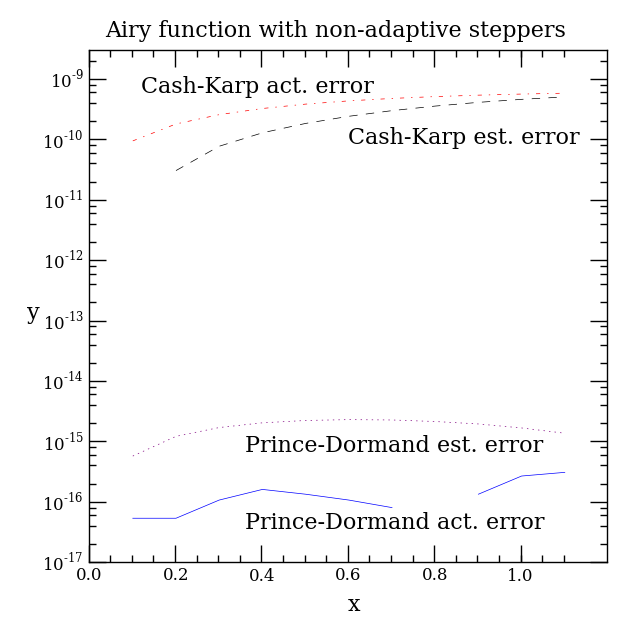 Airy function with non-adaptive steppers
10⁻⁹
Cash-Karp act. error
10⁻¹⁰
Cash-Karp est. error
10⁻¹¹
10⁻¹²
y
10⁻¹³
10⁻¹⁴
10⁻¹⁵
Prince-Dormand est. error
10⁻¹⁶
Prince-Dormand act. error
10⁻¹⁷
0.0 0.2 0.4 0.6 0.8 1.0
x